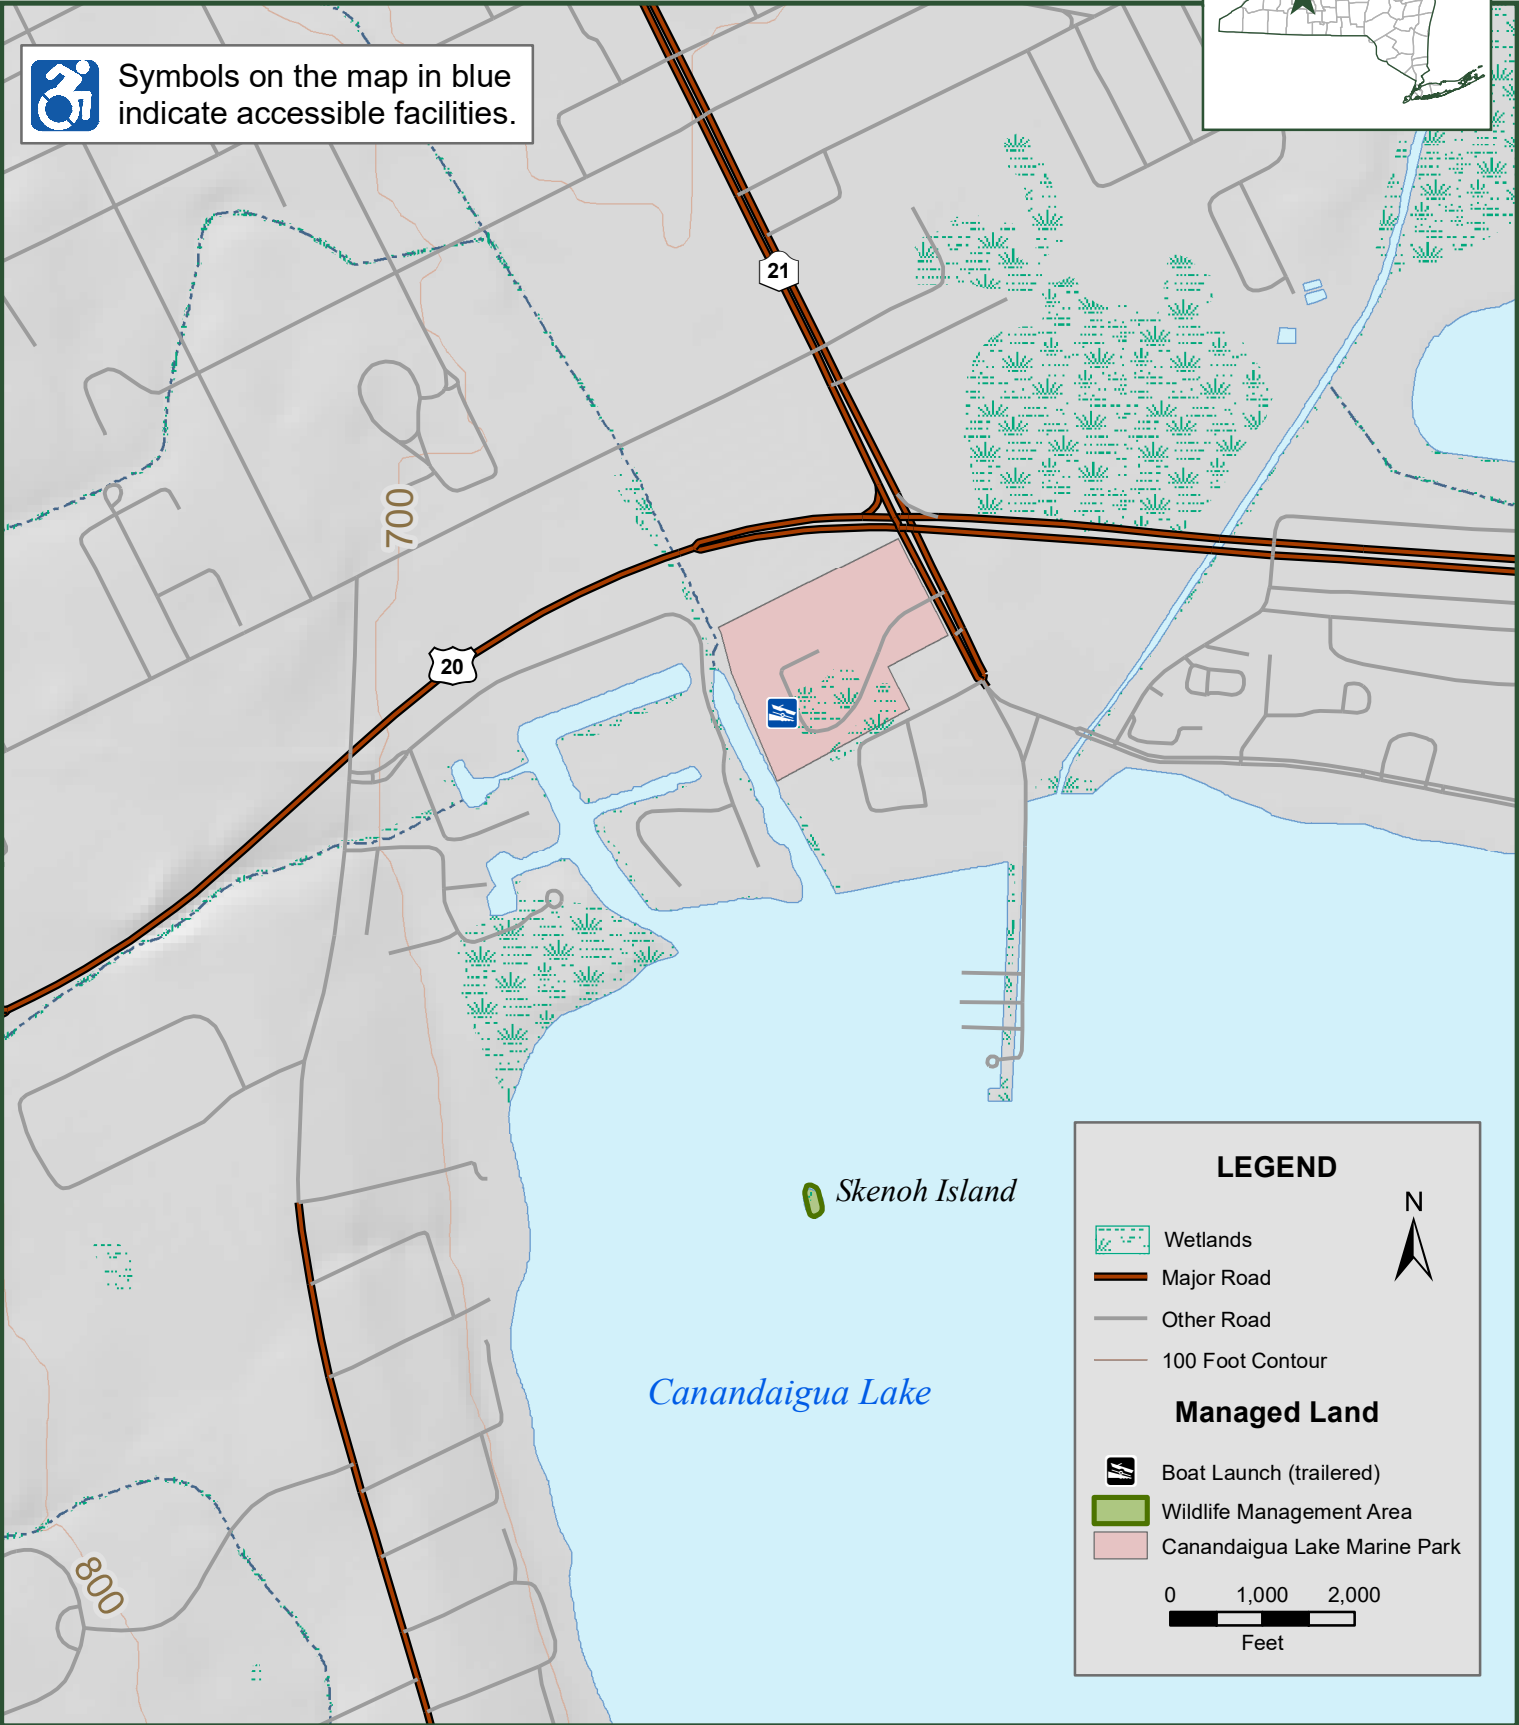 Symbols on the map in blue
indicate accessible facilities.
21
700
20
Skenoh Island
Canandaigua Lake
800
LEGEND
N
Wetlands
Major Road
Other Road
100 Foot Contour
Managed Land
Boat Launch (trailered)
Wildlife Management Area
Canandaigua Lake Marine Park
0 1,000 2,000
Feet